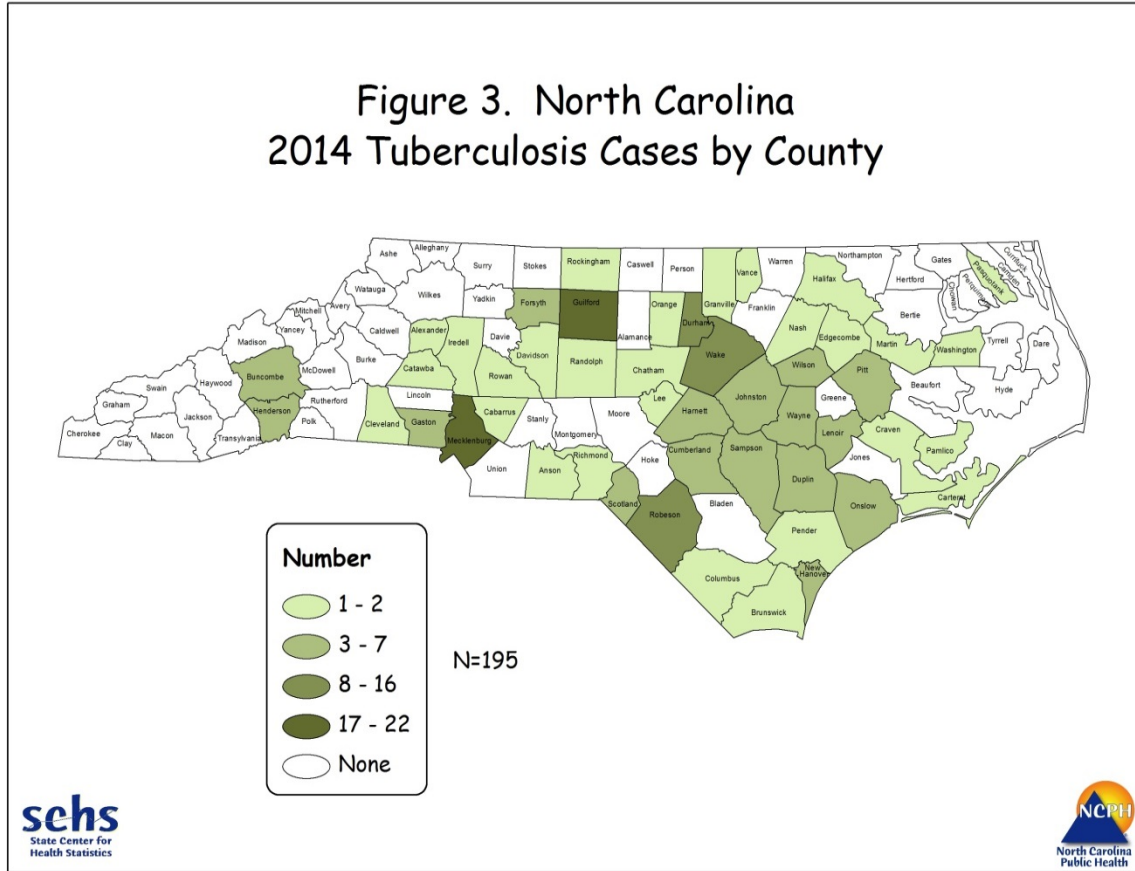 Figure 3. North Carolina
2014 Tuberculosis Cases by County
Ashe
Alleghany
Surry
Stokes
Rockingham
Caswell
Person
Granville
Vance
Warren
Halifax
Northampton
Hertford
Gates
Pasquotank
Camden
Currituck
Perquimans
Chowan
Bertie
Watauga
Wilkes
Yadkin
Forsyth
Guilford
Alamance
Orange
Durham
Franklin
Nash
Edgecombe
Martin
Washington
Tyrrell
Dare
Mitchell
Avery
Yancey
Caldwell
Alexander
Iredell
Davie
Davidson
Randolph
Chatham
Wake
Wilson
Pitt
Beaufort
Hyde
Madison
Buncombe
McDowell
Burke
Catawba
Rowan
Lee
Johnston
Greene
Swain
Haywood
Graham
Jackson
Henderson
Rutherford
Polk
Cleveland
Lincoln
Gaston
Mecklenburg
Cabarrus
Stanly
Montgomery
Moore
Harnett
Wayne
Lenoir
Craven
Pamlico
Cherokee
Clay
Macon
Transylvania
Union
Anson
Richmond
Hoke
Cumberland
Sampson
Duplin
Jones
Carteret
Scotland
Robeson
Bladen
Onslow
Pender
New
Hanover
Columbus
Brunswick
Number
1 - 2
3 - 7
8 - 16
17 - 22
None
N=195
schs
State Center for
Health Statistics
NCPH
North Carolina
Public Health